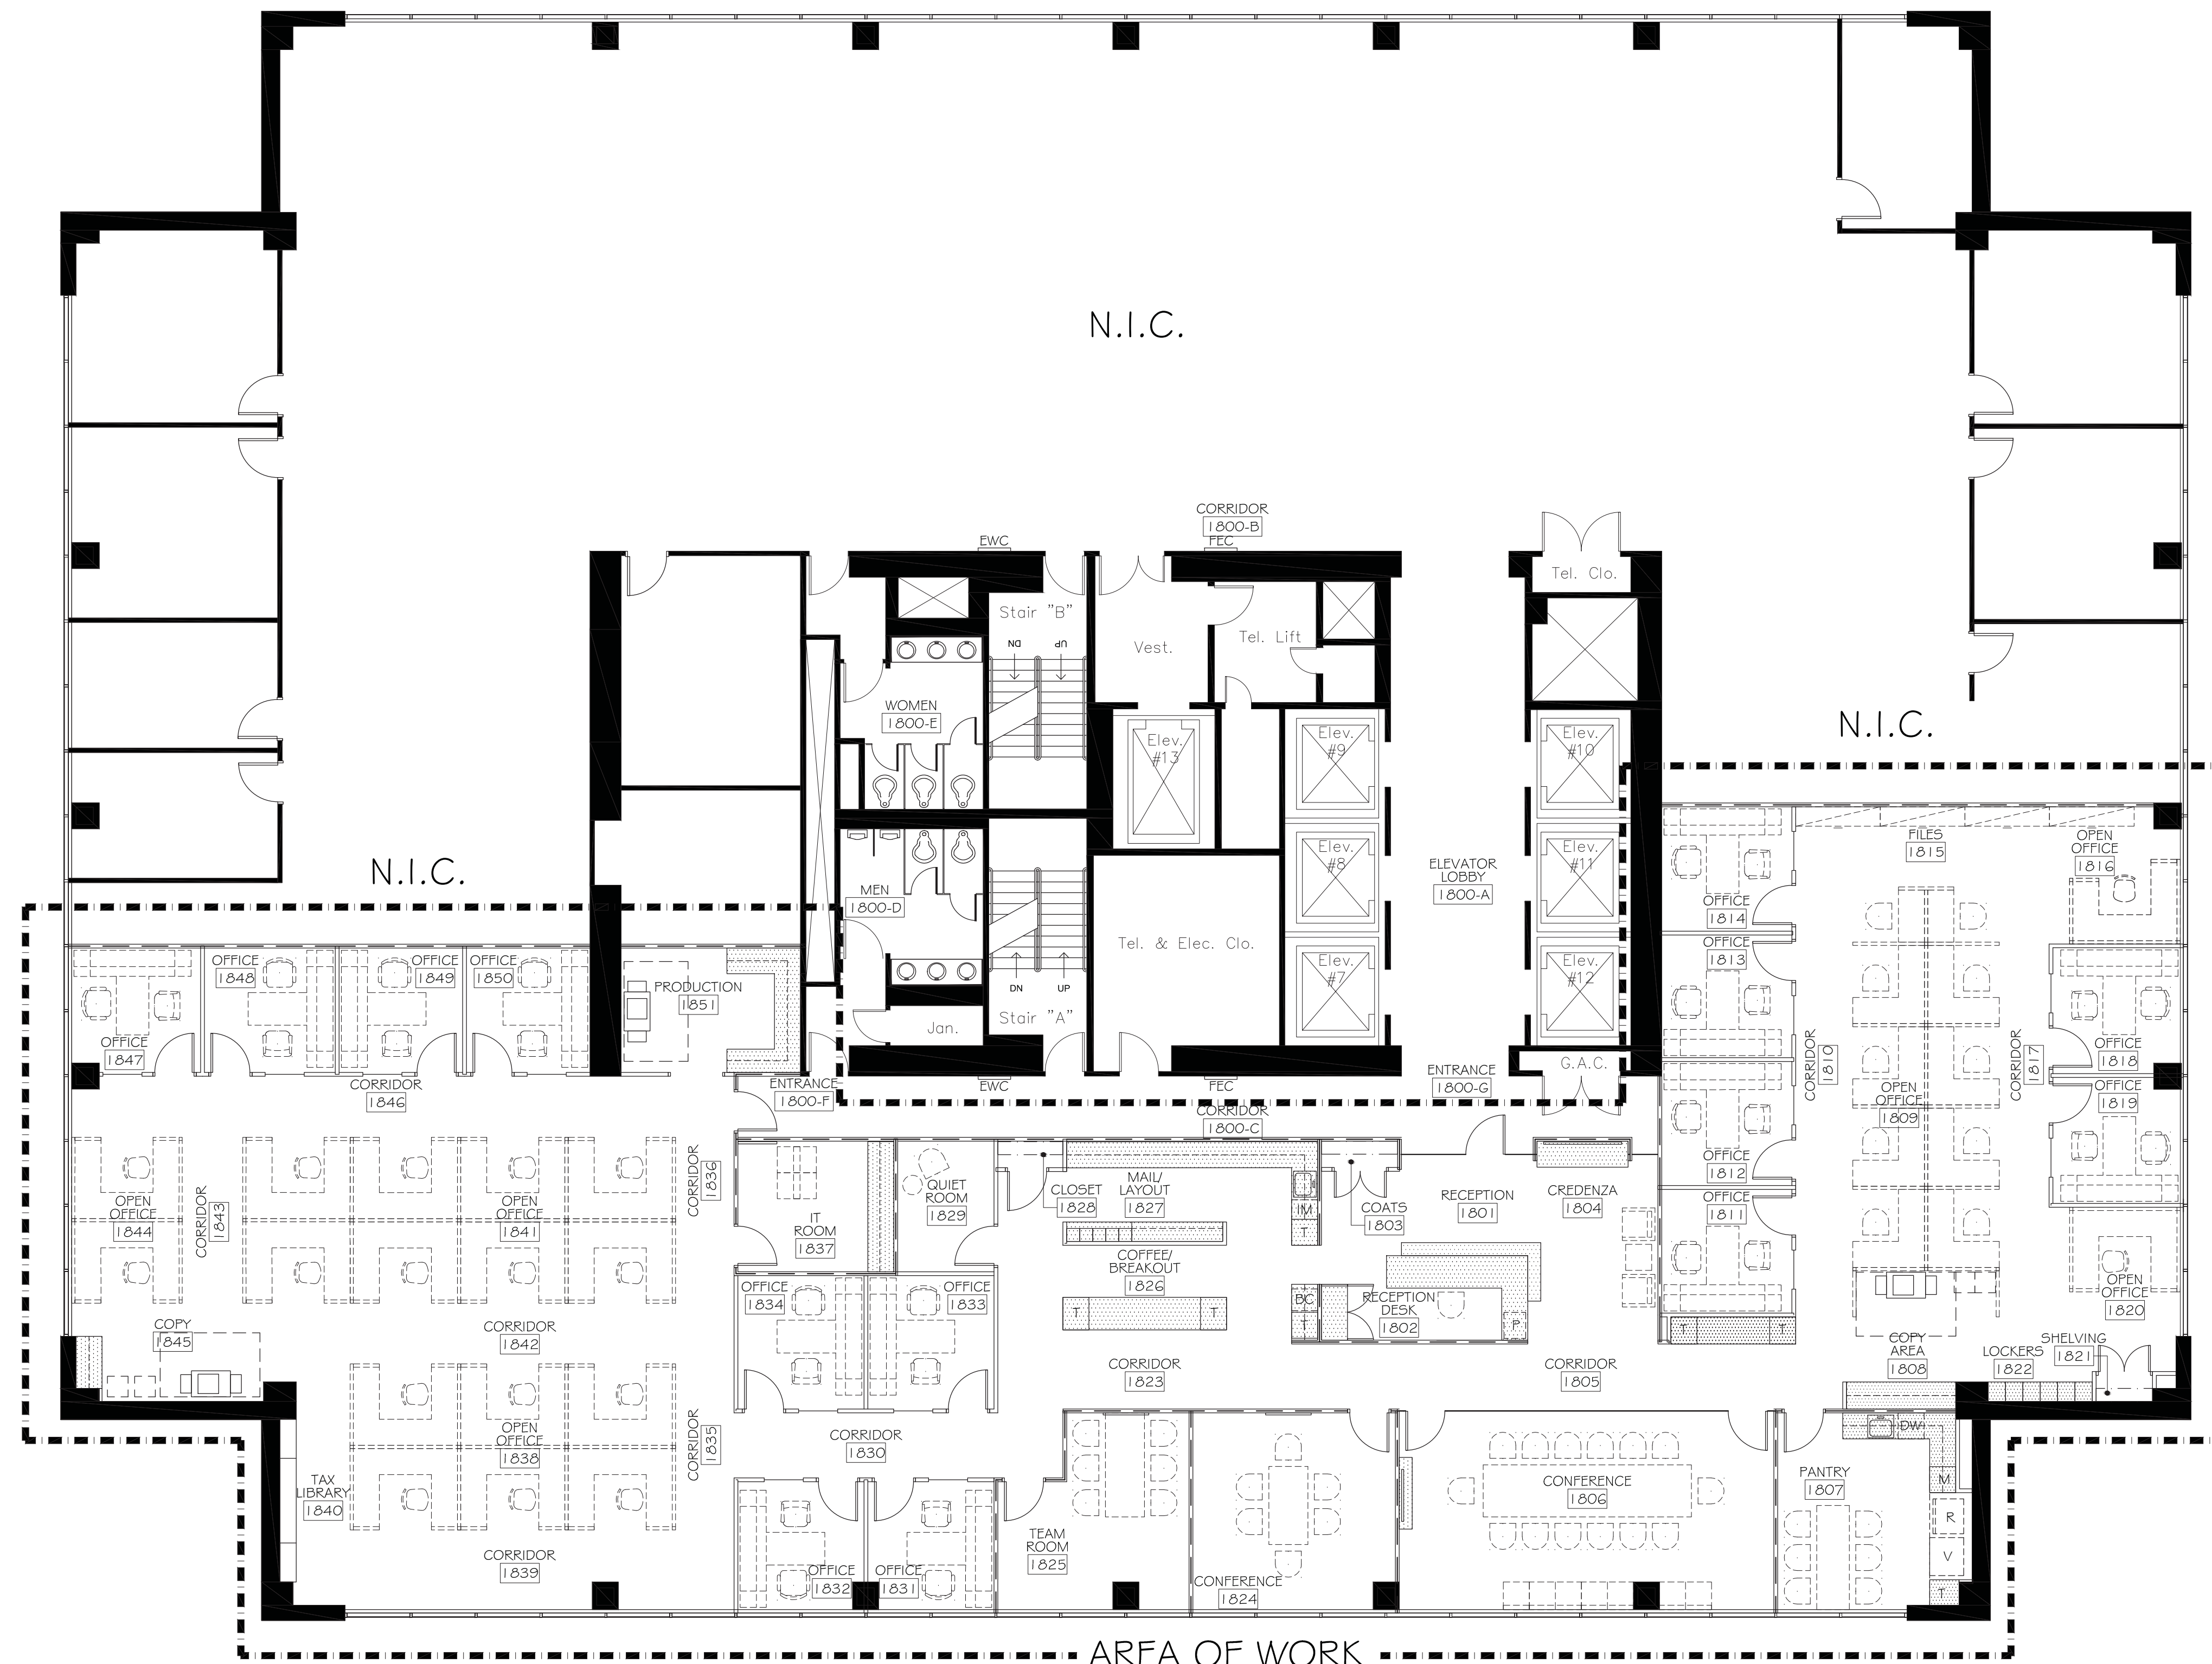 N.I.C.
CORRIDOR
1800-B
EWC
FEC
Tel. Clo.
Stair "B"
DN
UP
Vest.
Tel. Lift
WOMEN
1800-E
N.I.C.
Elev.
#13
Elev.
#9
Elev.
#10
N.I.C.
MEN
1800-D
Elev.
#8
ELEVATOR
LOBBY
1800-A
Elev.
#11
FILES
1815
OPEN
OFFICE
1816
OFFICE
1814
OFFICE
1813
Tel. & Elec. Clo.
Elev.
#7
Elev.
#12
OFFICE
1848
OFFICE
1849
OFFICE
1850
PRODUCTION
1851
DN
UP
Stair "A"
Jan.
OFFICE
1847
CORRIDOR
1846
ENTRANCE
1800-F
EWC
FEC
ENTRANCE
1800-G
G.A.C.
CORRIDOR
1810
CORRIDOR
1817
OFFICE
1818
OFFICE
1819
OPEN
OFFICE
1809
CORRIDOR
1800-C
OFFICE
1812
OFFICE
1811
CORRIDOR
1836
OPEN
OFFICE
1844
CORRIDOR
1843
OPEN
OFFICE
1841
IT
ROOM
1837
QUIET
ROOM
1829
CLOSET
1828
MAIL/
LAYOUT
1827
IM
T
COATS
1803
RECEPTION
1801
CREDENZA
1804
COFFEE/
BREAKOUT
1826
T
T
BC
T
RECEPTION
DESK
1802
P
T
T
OPEN
OFFICE
1820
OFFICE
1834
OFFICE
1833
COPY
1845
CORRIDOR
1842
CORRIDOR
1823
CORRIDOR
1805
COPY
AREA
1808
LOCKERS
1822
SHELVING
1821
OPEN
OFFICE
1838
CORRIDOR
1835
CORRIDOR
1830
DW
M
R
V
T
TAX
LIBRARY
1840
CONFERENCE
1806
PANTRY
1807
CORRIDOR
1839
OFFICE
1832
OFFICE
1831
TEAM
ROOM
1825
CONFERENCE
1824
AREA OF WORK